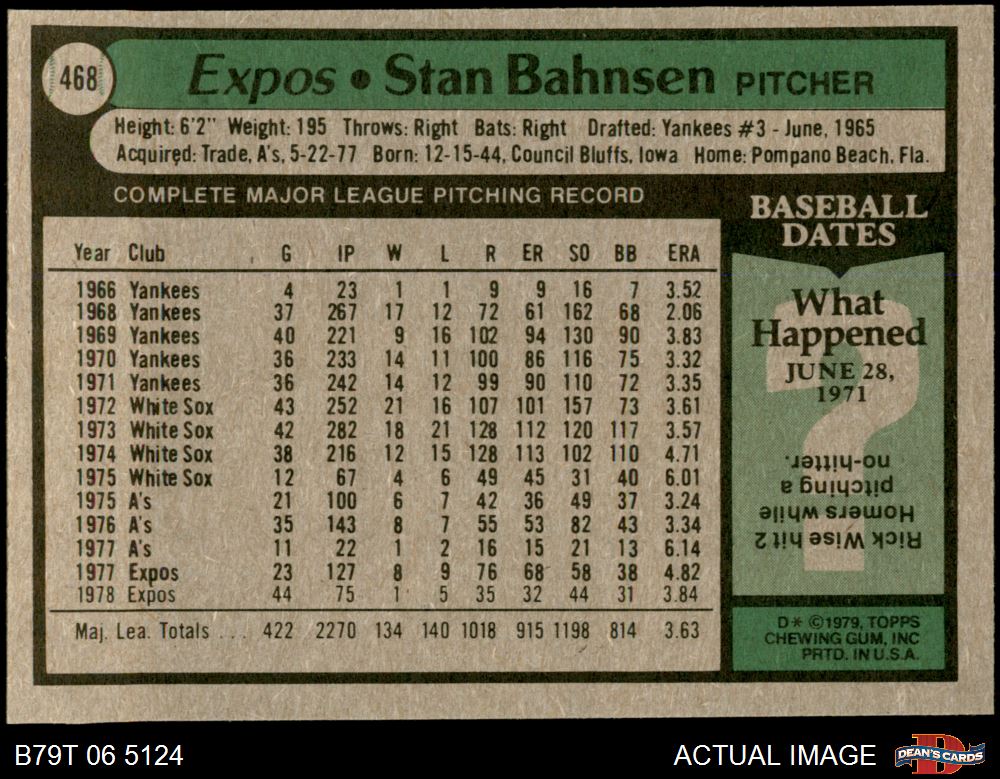 468
Expos • Stan Bahnsen PITCHER
Height: 6'2" Weight: 195 Throws: Right Bats: Right Drafted: Yankees #3 - June, 1965
Acquired: Trade, A's, 5-22-77 Born: 12-15-44, Council Bluffs, Iowa Home: Pompano Beach, Fla.
COMPLETE MAJOR LEAGUE PITCHING RECORD
Year Club G IP W L R ER SO BB ERA
1966 Yankees 4 23 1 1 9 9 16 7 3.52
1968 Yankees 37 267 17 12 72 61 162 68 2.06
1969 Yankees 40 221 9 16 102 94 130 90 3.83
1970 Yankees 36 233 14 11 100 86 116 75 3.32
1971 Yankees 36 242 14 12 99 90 110 72 3.35
1972 White Sox 43 252 21 16 107 101 157 73 3.61
1973 White Sox 42 282 18 21 128 112 120 117 3.57
1974 White Sox 38 216 12 15 128 113 102 110 4.71
1975 White Sox 12 67 4 6 49 45 31 40 6.01
1975 A's 21 100 6 7 42 36 49 37 3.24
1976 A's 35 143 8 7 55 53 82 43 3.34
1977 A's 11 22 1 2 16 15 21 13 6.14
1977 Expos 23 127 8 9 76 68 58 38 4.82
1978 Expos 44 75 1 5 35 32 44 31 3.84
Maj. Lea. Totals ... 422 2270 134 140 1018 915 1198 814 3.63
BASEBALL
DATES
What
Happened
JUNE 28,
1971
Rick Wise hit 2
Homers while
pitching a
no-hitter.
D* ©1979, TOPPS
CHEWING GUM, INC
PRTD. IN U.S.A.
B79T 06 5124
ACTUAL IMAGE
DEAN'S CARDS